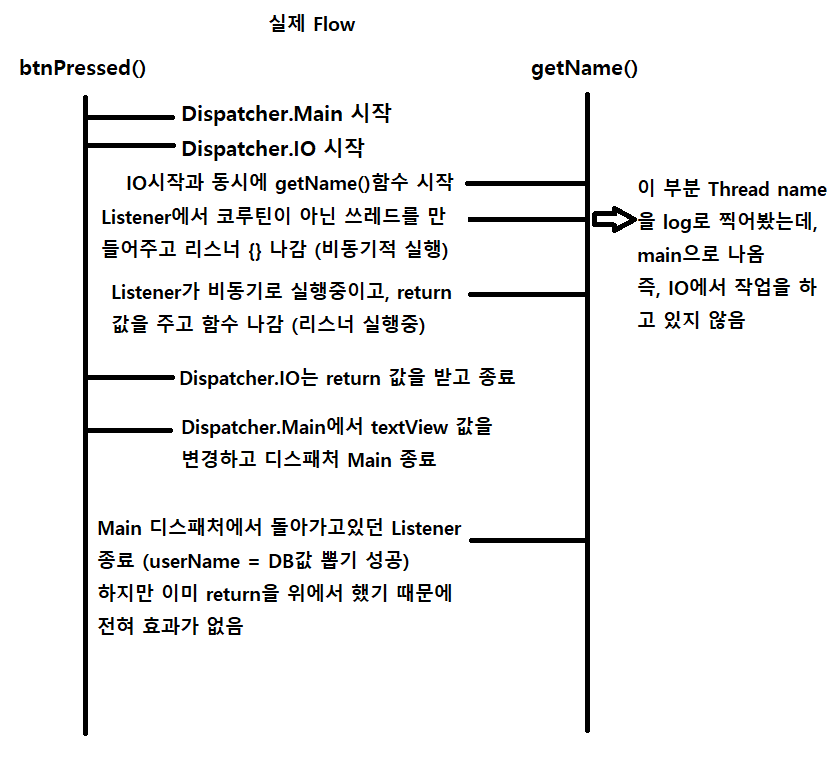 실제 Flow
btnPressed()
getName()
Dispatcher.Main 시작
Dispatcher.IO 시작
IO시작과 동시에 getName()함수 시작
Listener에서 코루틴이 아닌 쓰레드를 만
들어주고 리스너 {} 나감 (비동기적 실행)
이 부분 Thread name
을 log로 찍어봤는데,
main으로 나옴
즉, IO에서 작업을 하
고 있지 않음
Listener가 비동기로 실행중이고, return
값을 주고 함수 나감 (리스너 실행중)
Dispatcher.IO는 return 값을 받고 종료
Dispatcher.Main에서 textView 값을
변경하고 디스패처 Main 종료
Main 디스패처에서 돌아가고있던 Listener
종료 (userName = DB값 뽑기 성공)
하지만 이미 return을 위에서 했기 때문에
전혀 효과가 없음